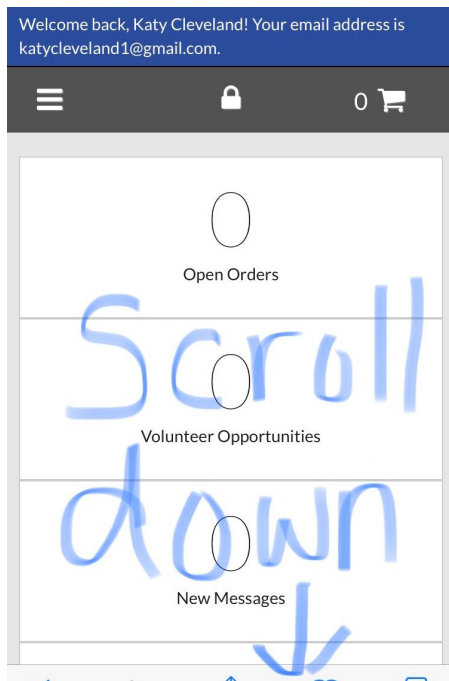 Welcome back, Katy Cleveland! Your email address is
katycleveland1@gmail.com.
0
0
Open Orders
Scroll
0
Volunteer Opportunities
down
0
New Messages